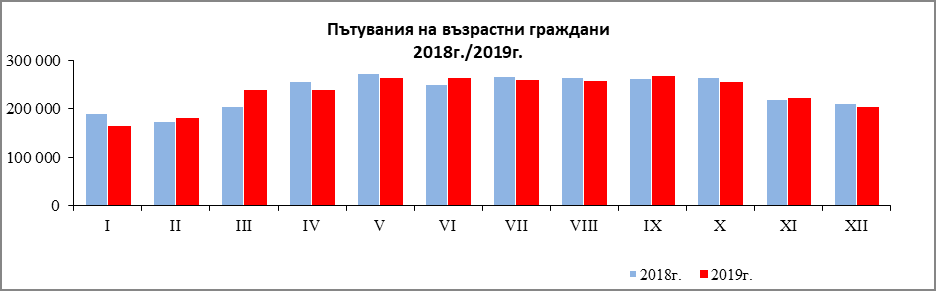 Пътувания на възрастни граждани
2018г./2019г.
300 000
200 000
100 000
0
I II III IV V VI VII VIII IX X XI XII
2018г. 2019г.